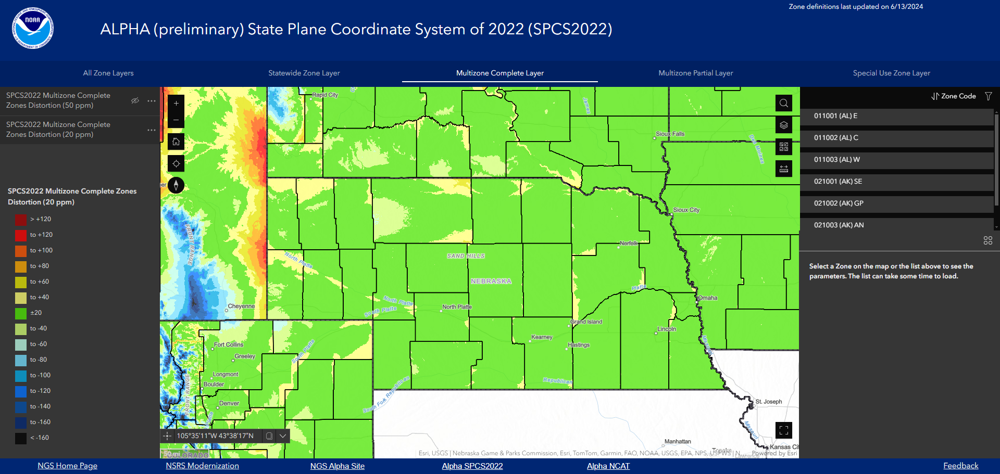 Zone definitions last updated on 6/13/2024
NOAA
ALPHA (preliminary) State Plane Coordinate System of 2022 (SPCS2022)
All Zone Layers
Statewide Zone Layer
Multizone Complete Layer
Multizone Partial Layer
Special Use Zone Layer
SPCS2022 Multizone Complete
Zones Distortion (50 ppm)
SPCS2022 Multizone Complete
Zones Distortion (20 ppm)
SPCS2022 Multizone Complete Zones
Distortion (20 ppm)
> +120
to +120
to +100
to +80
to +60
to +40
±20
to -40
to -60
to -80
to -100
to -120
to -140
to -160
< -160
Rapid City
James
Sioux Falls
Des Moines
Sioux City
Norfolk
SAND HILLS
NEBRASKA
North Platte
FRONT RANGE
Cheyenne
North Platte
South Platte
North Platte
Platte
Omaha
Grand Island
Lincoln
Kearney
Hastings
Missouri
Fort Collins
Greeley
South Platte
Longmont
Boulder
FRONT RANGE
Denver
Platte
Republican
South Fork Republican
St. Joseph
Missouri
Manhattan
Topeka
Lawrence
Kansas Cit
COLORADO
105°35'11"W 43°38'17"N
Esri, USGS | Nebraska Game & Parks Commission, Esri, TomTom, Garmin, FAO, NOAA, USGS, EPA, NPS, USFWS | N...
Powered by Esri
Zone Code
011001 (AL) E
011002 (AL) C
011003 (AL) W
021001 (AK) SE
021002 (AK) GP
021003 (AK) AN
Select a Zone on the map or the list above to see the
parameters. The list can take some time to load.
NGS Home Page
NSRS Modernization
NGS Alpha Site
Alpha SPCS2022
Alpha NCAT
Feedback